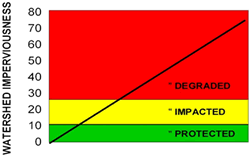 WATERSHED IMPERVIOUSNESS
80
70
60
50
40
30
20
10
0
" DEGRADED
" IMPACTED
" PROTECTED